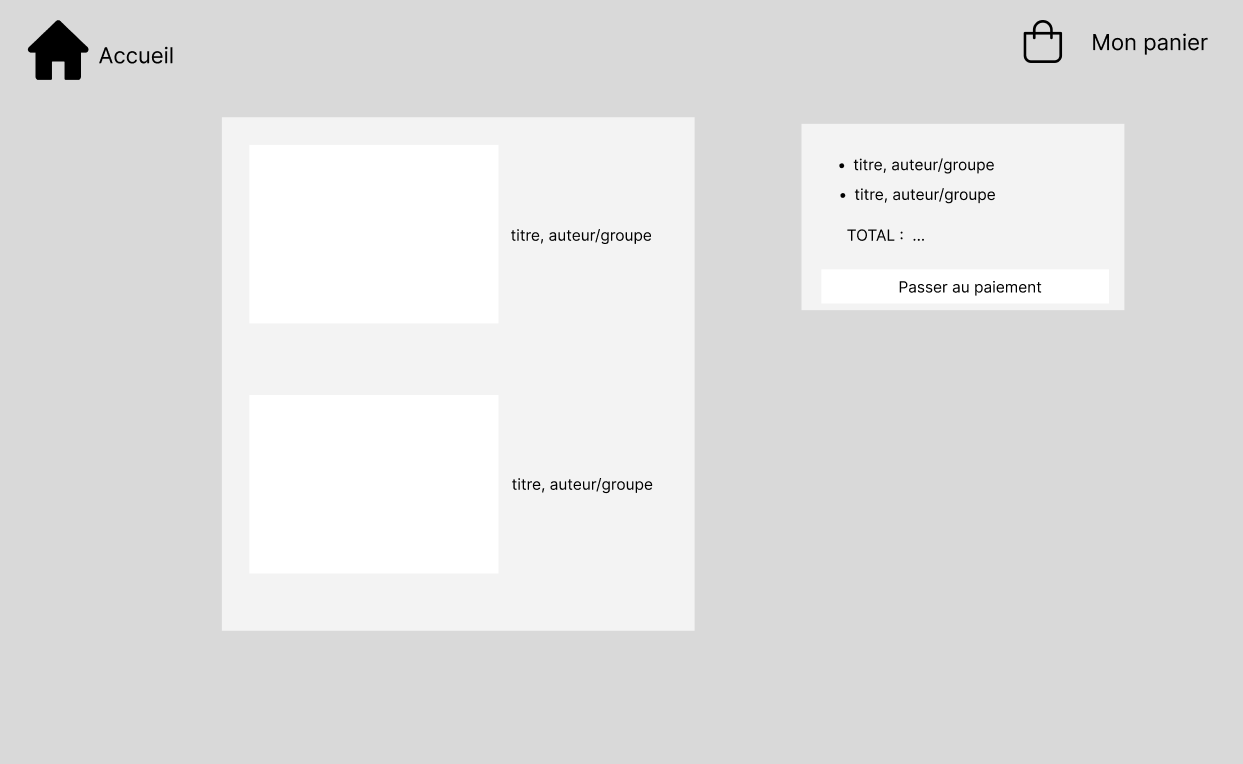 Accueil
Mon panier
titre, auteur/groupe
titre, auteur/groupe
• titre, auteur/groupe
• titre, auteur/groupe
TOTAL : ...
Passer au paiement